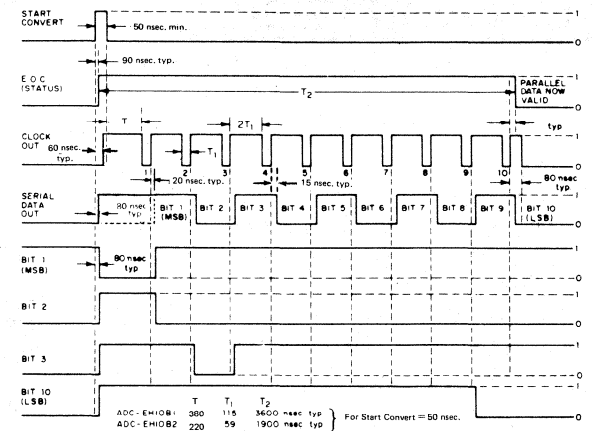 START
CONVERT
50 nsec. min.
1
0
90 nsec. typ.
E O C
(STATUS)
T2
PARALLEL
DATA NOW
VALID
1
0
T
2T1
typ
CLOCK
OUT
60 nsec.
typ.
T1
1
0
1 2 3 4 5 6 7 8 9 10
20 nsec. typ.
15 nsec. typ.
80 nsec
typ
SERIAL
DATA
OUT
80 nsec
typ
BIT 1
(MSB)
BIT 2
BIT 3
BIT 4
BIT 5
BIT 6
BIT 7
BIT 8
BIT 9
BIT 10
(LSB)
BIT 1
(MSB)
80 nsec
typ
1
0
BIT 2
1
0
BIT 3
1
0
BIT 10
(LSB)
1
0
T T1 T2
ADC-EH10B1 380 115 3600 nsec typ
ADC-EH10B2 220 59 1900 nsec typ
For Start Convert = 50 nsec.